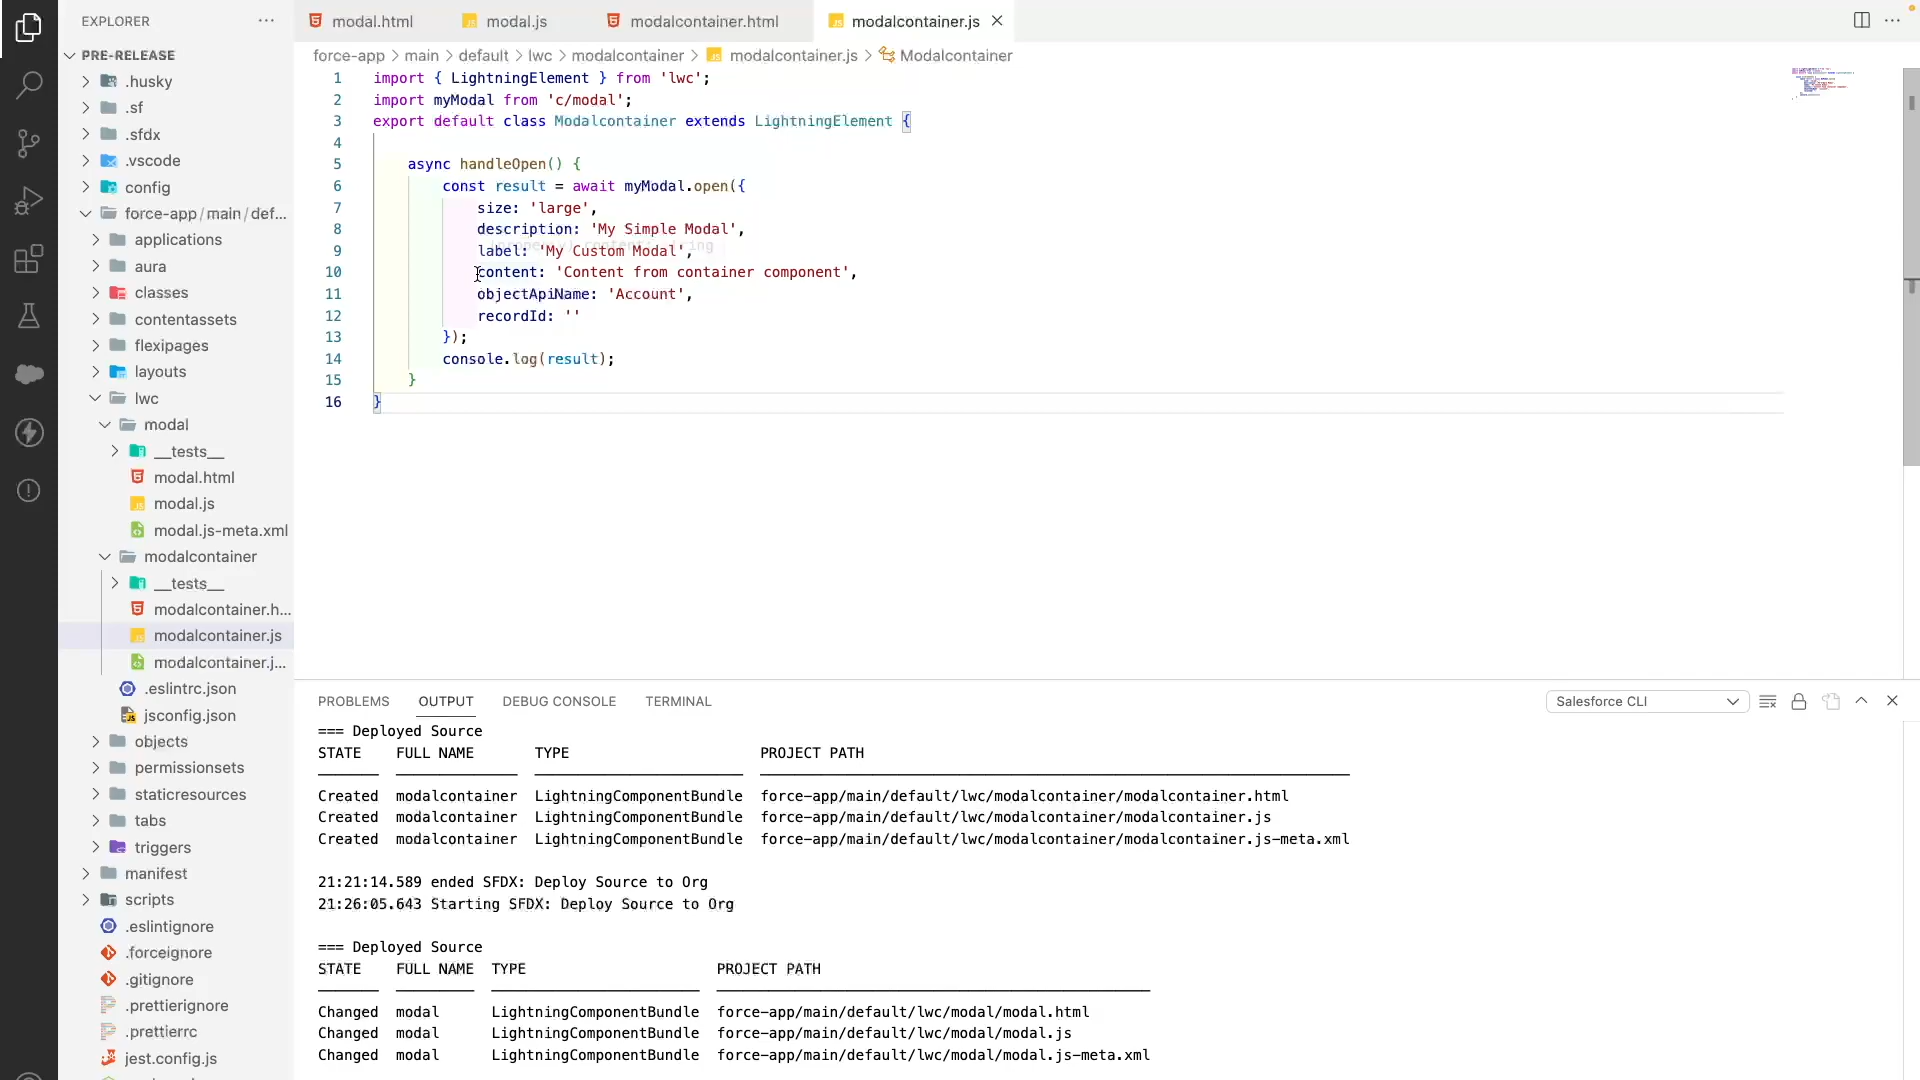 EXPLORER
PRE-RELEASE
.husky
.sf
.sfdx
.vscode
config
force-app/main/def...
applications
aura
classes
contentassets
flexipages
layouts
lwc
modal
__tests__
modal.html
modal.js
modal.js-meta.xml
modalcontainer
__tests__
modalcontainer.h...
modalcontainer.js
modalcontainer.j...
.eslintrc.json
jsconfig.json
objects
permissionsets
staticresources
tabs
triggers
manifest
scripts
.eslintignore
.forceignore
.gitignore
.prettierignore
.prettierrc
jest.config.js
modal.html modal.js modalcontainer.html modalcontainer.js
force-app > main > default > lwc > modalcontainer > modalcontainer.js > Modalcontainer
1 import { LightningElement } from 'lwc';
2 import myModal from 'c/modal';
3 export default class Modalcontainer extends LightningElement {
4
5 async handleOpen() {
6 const result = await myModal.open({
7 size: 'large',
8 description: 'My Simple Modal',
9 label: 'My Custom Modal',
10 content: 'Content from container component',
11 objectApiName: 'Account',
12 recordId: ''
13 });
14 console.log(result);
15 }
16 }
PROBLEMS OUTPUT DEBUG CONSOLE TERMINAL Salesforce CLI
=== Deployed Source
STATE FULL NAME TYPE PROJECT PATH
Created modalcontainer LightningComponentBundle force-app/main/default/lwc/modalcontainer/modalcontainer.html
Created modalcontainer LightningComponentBundle force-app/main/default/lwc/modalcontainer/modalcontainer.js
Created modalcontainer LightningComponentBundle force-app/main/default/lwc/modalcontainer/modalcontainer.js-meta.xml
21:21:14.589 ended SFDX: Deploy Source to Org
21:26:05.643 Starting SFDX: Deploy Source to Org
=== Deployed Source
STATE FULL NAME TYPE PROJECT PATH
Changed modal LightningComponentBundle force-app/main/default/lwc/modal/modal.html
Changed modal LightningComponentBundle force-app/main/default/lwc/modal/modal.js
Changed modal LightningComponentBundle force-app/main/default/lwc/modal/modal.js-meta.xml